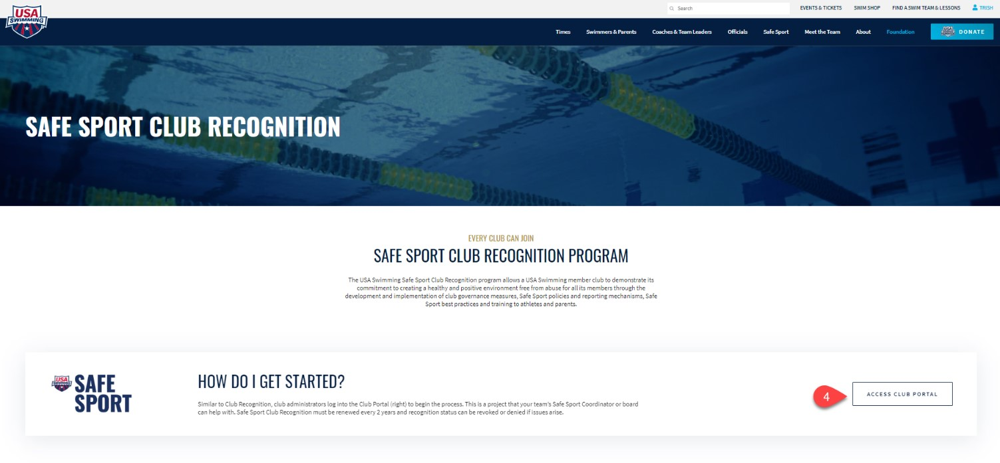 Search
EVENTS & TICKETS
SWIM SHOP
FIND A SWIM TEAM & LESSONS
TRISH
USA
SWIMMING
Times
Swimmers & Parents
Coaches & Team Leaders
Officials
Safe Sport
Meet the Team
About
Foundation
DONATE
SAFE SPORT CLUB RECOGNITION
EVERY CLUB CAN JOIN
SAFE SPORT CLUB RECOGNITION PROGRAM
The USA Swimming Safe Sport Club Recognition program allows a USA Swimming member club to demonstrate its
commitment to creating a healthy and positive environment free from abuse for all its members through the
development and implementation of club governance measures, Safe Sport policies and reporting mechanisms, Safe
Sport best practices and training to athletes and parents.
USA
SAFE
SPORT
HOW DO I GET STARTED?
Similar to Club Recognition, club administrators log into the Club Portal (right) to begin the process. This is a project that your team's Safe Sport Coordinator or board
can help with. Safe Sport Club Recognition must be renewed every 2 years and recognition status can be revoked or denied if issues arise.
4
ACCESS CLUB PORTAL